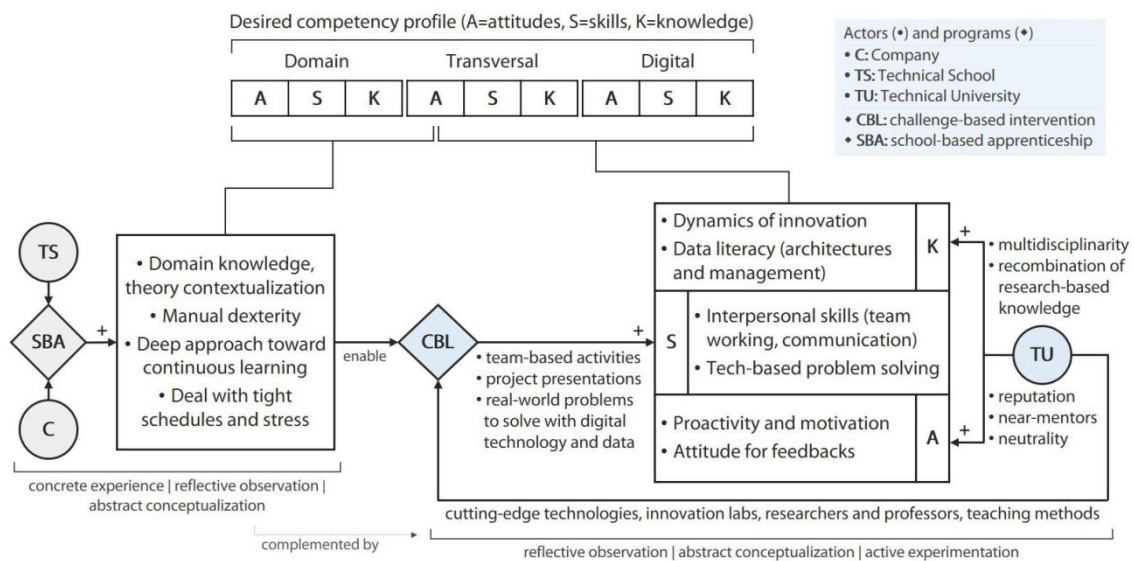 Desired competency profile (A=attitudes, S=skills, K=knowledge)
Domain
Transversal
Digital
A
S
K
A
S
K
A
S
K
Actors (•) and programs (◆)
• C: Company
• TS: Technical School
• TU: Technical University
◆ CBL: challenge-based intervention
◆ SBA: school-based apprenticeship
TS
SBA
C
+
• Domain knowledge,
theory contextualization
• Manual dexterity
• Deep approach toward
continuous learning
• Deal with tight
schedules and stress
enable
CBL
+
• team-based activities
• project presentations
• real-world problems
to solve with digital
technology and data
• Dynamics of innovation
• Data literacy (architectures
and management)
K
S
• Interpersonal skills (team
working, communication)
• Tech-based problem solving
• Proactivity and motivation
• Attitude for feedbacks
A
+
• multidisciplinarity
• recombination of
research-based
knowledge
TU
• reputation
• near-mentors
• neutrality
+
concrete experience | reflective observation |
abstract conceptualization
complemented by
cutting-edge technologies, innovation labs, researchers and professors, teaching methods
reflective observation | abstract conceptualization | active experimentation